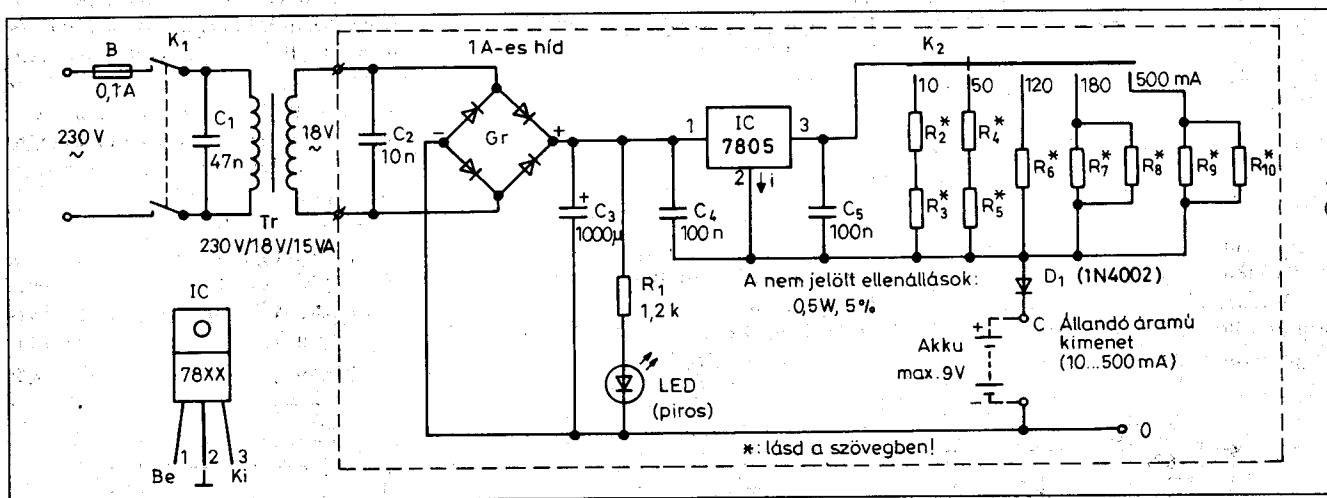 B
K₁
0,1A
230 V
~
C₁
47n
Tr
230 V/18 V/15 VA
18V
~
1A-es híd
C₂
10n
Gr
−
+
+
C₃
1000µ
R₁
1,2 k
LED
(piros)
C₄
100n
1
IC
7805
3
2
i
C₅
100n
K₂
10
50
120
180
500 mA
R₂*
R₃*
R₄*
R₅*
R₆*
R₇*
R₈*
R₉*
R₁₀*
A nem jelölt ellenállások:
0,5W, 5%
D₁ (1N4002)
C
Állandó áramú
kimenet
(10...500 mA)
+
Akku
max. 9V
−
0
*: lásd a szövegben!
IC
78XX
1 2 3
Be ⊥ Ki